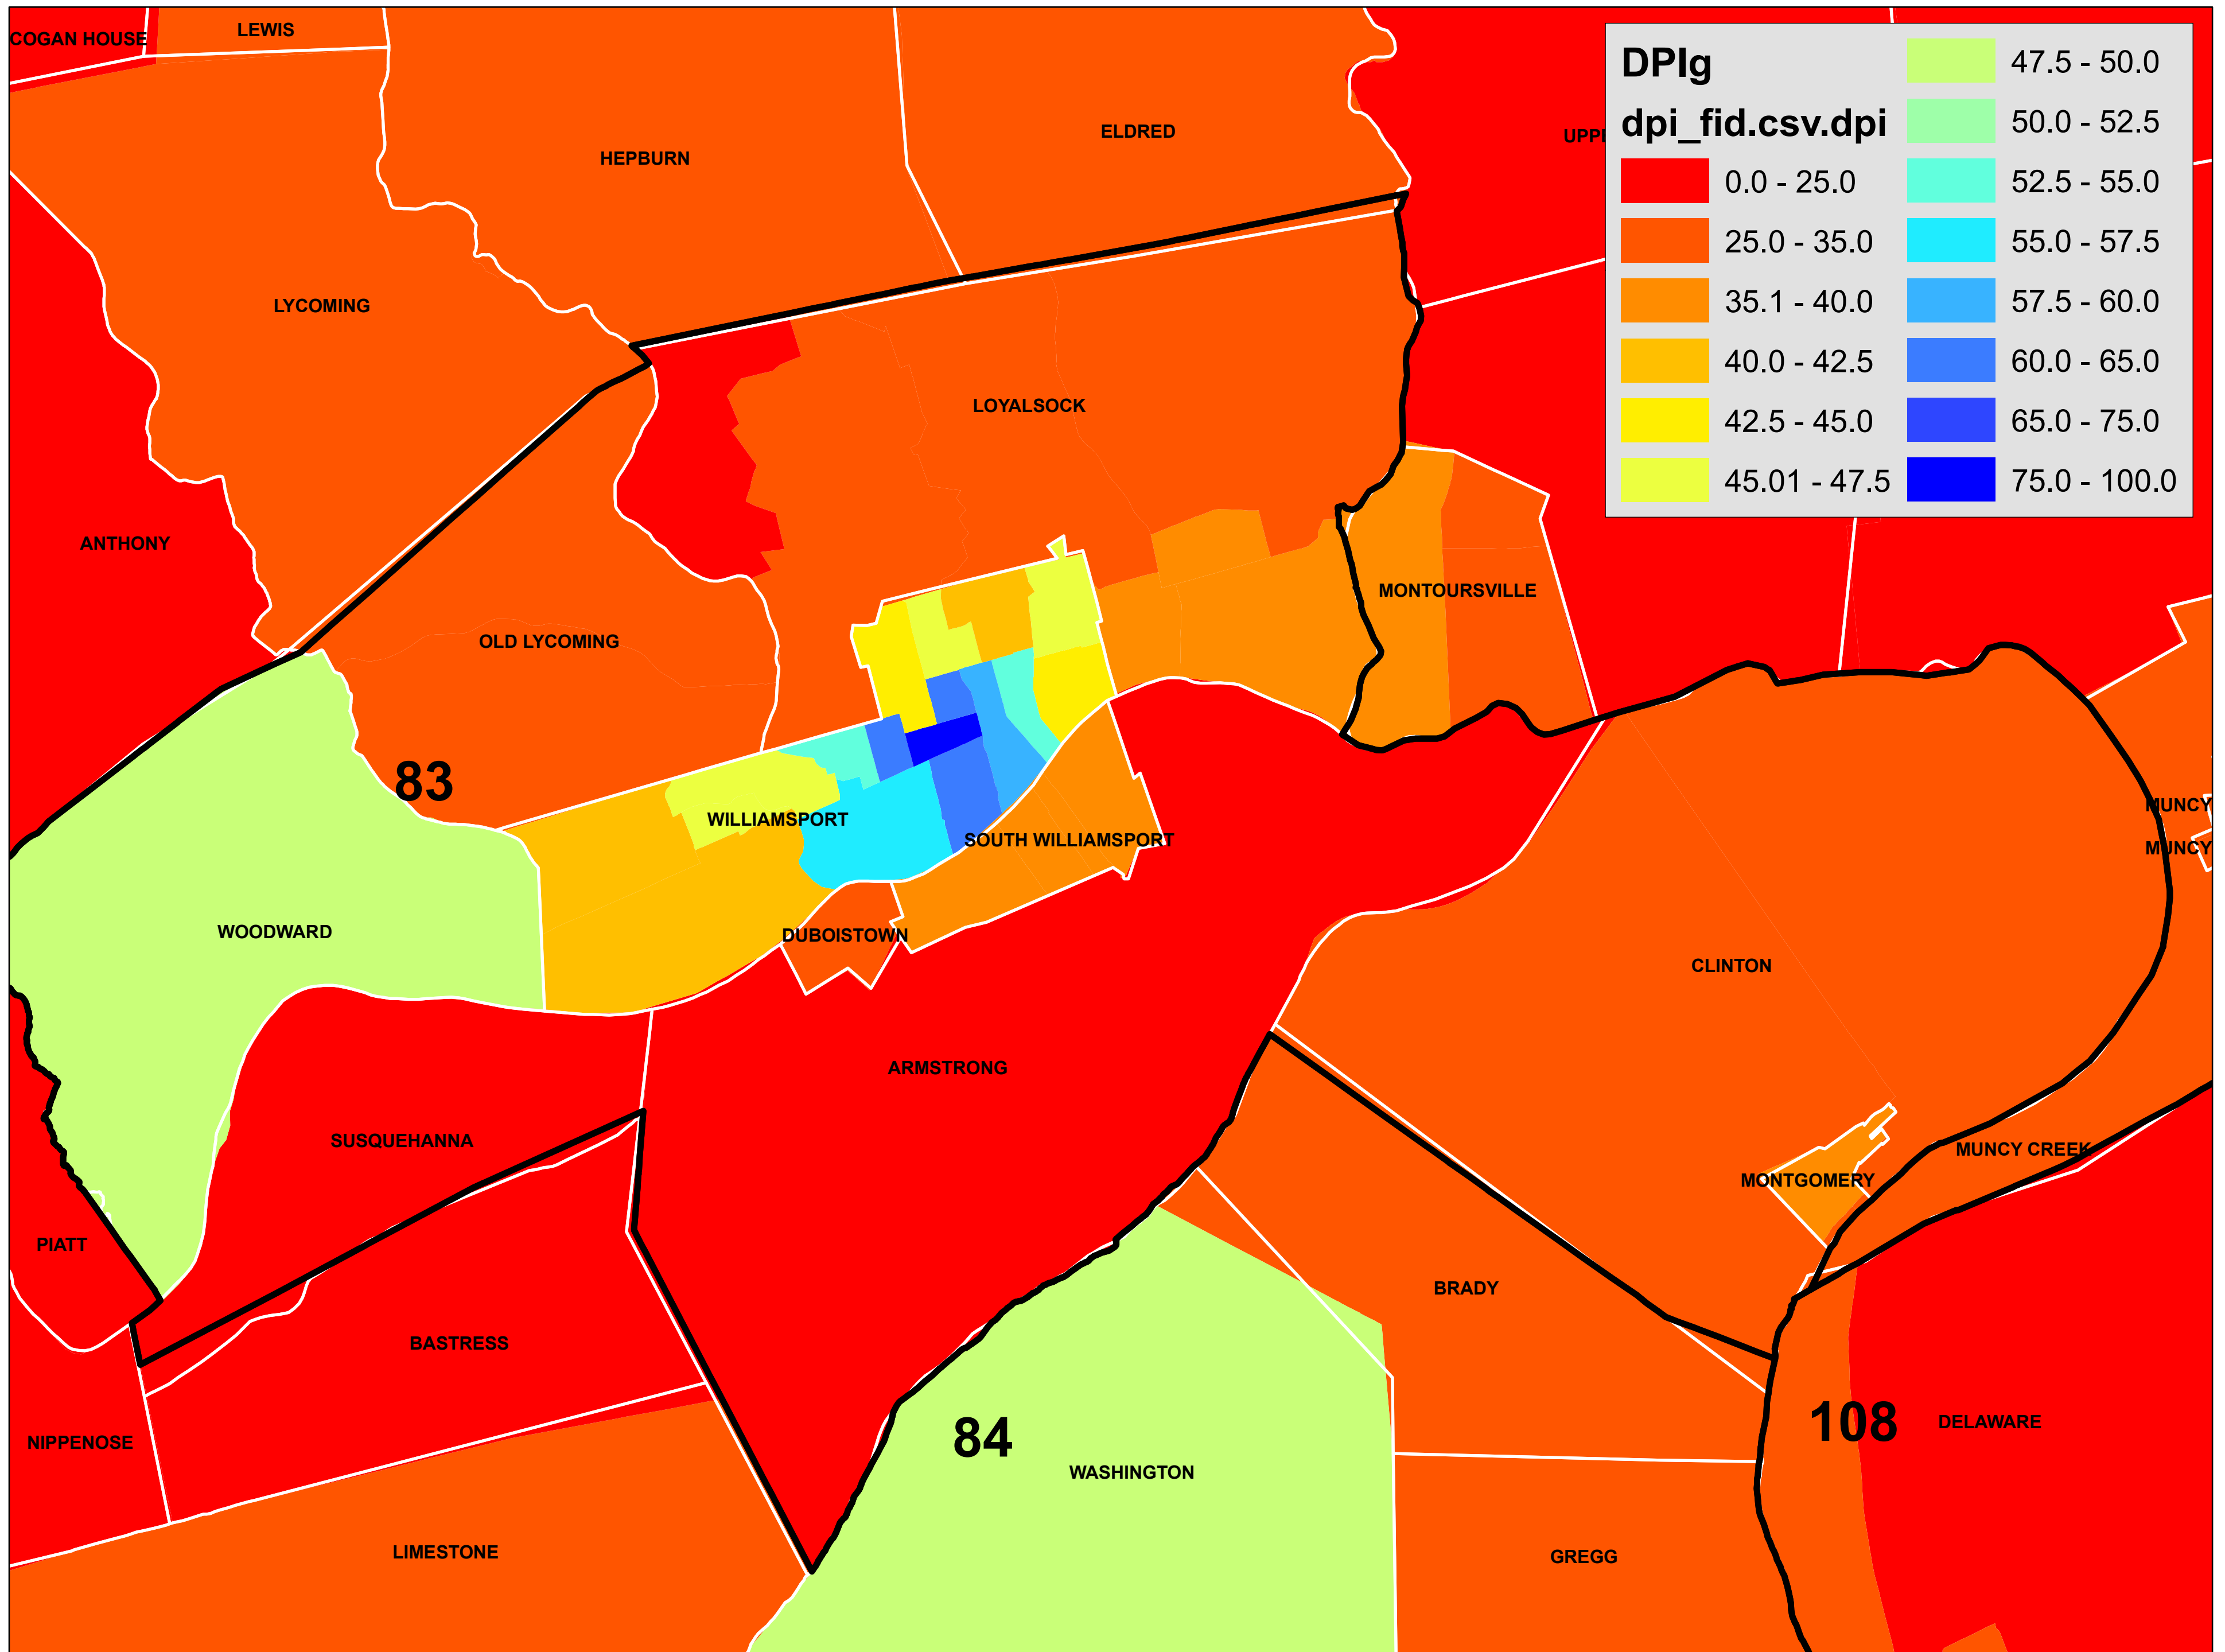 COGAN HOUSE
LEWIS
HEPBURN
ELDRED
LYCOMING
LOYALSOCK
ANTHONY
OLD LYCOMING
MONTOURSVILLE
83
WILLIAMSPORT
SOUTH WILLIAMSPORT
MUNCY
MUNCY
WOODWARD
DUBOISTOWN
CLINTON
ARMSTRONG
SUSQUEHANNA
MUNCY CREEK
MONTGOMERY
PIATT
BRADY
BASTRESS
NIPPENOSE
84
108
DELAWARE
WASHINGTON
LIMESTONE
GREGG
DPIg
dpi_fid.csv.dpi
0.0 - 25.0
25.0 - 35.0
35.1 - 40.0
40.0 - 42.5
42.5 - 45.0
45.01 - 47.5
47.5 - 50.0
50.0 - 52.5
52.5 - 55.0
55.0 - 57.5
57.5 - 60.0
60.0 - 65.0
65.0 - 75.0
75.0 - 100.0